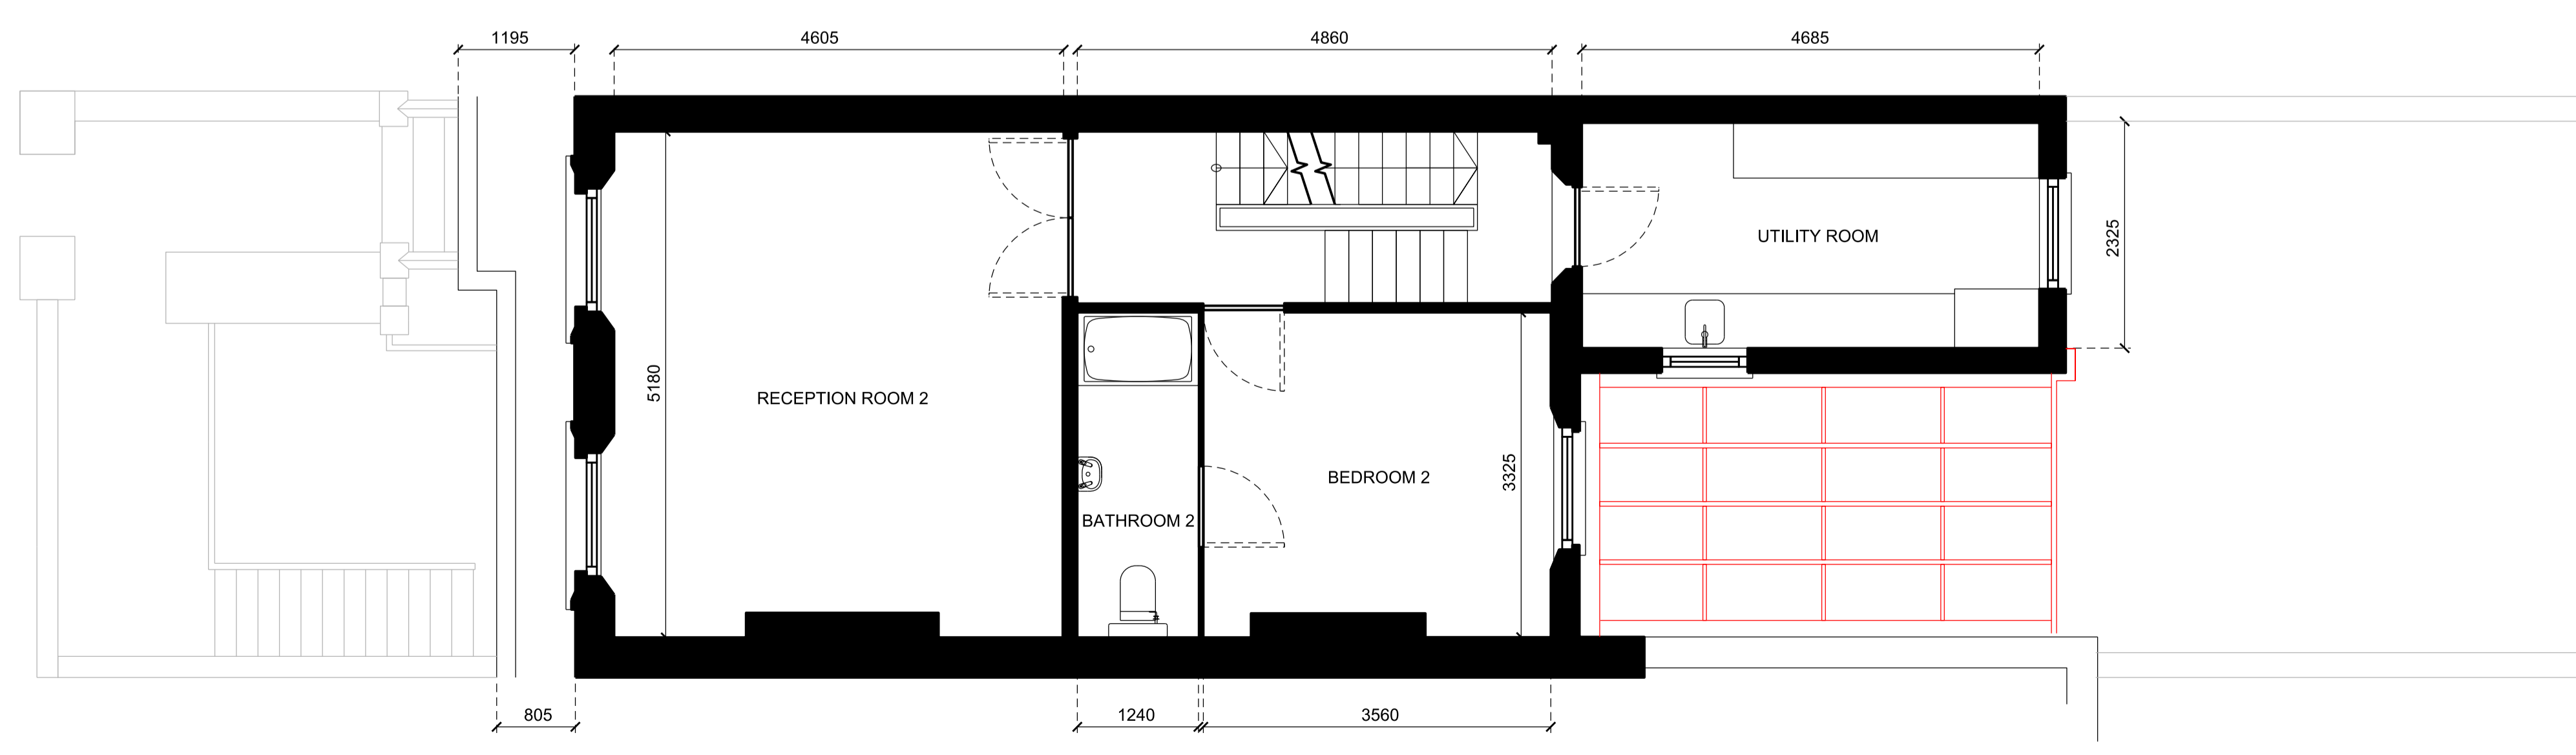 1195
4605
4860
4685
UTILITY ROOM
2325
5180
RECEPTION ROOM 2
3325
BEDROOM 2
BATHROOM 2
805
1240
3560